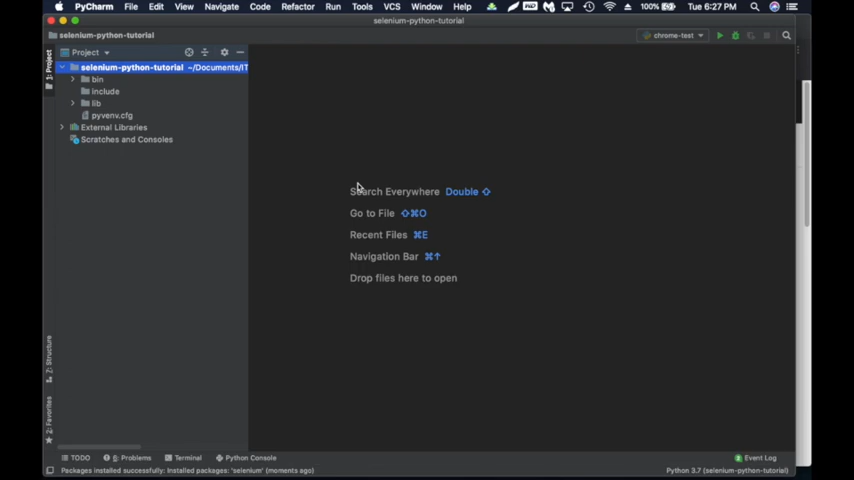 PyCharm File Edit View Navigate Code Refactor Run Tools VCS Window Help 100% Tue 6:27 PM
selenium-python-tutorial
selenium-python-tutorial
chrome-test
1: Project
Project
selenium-python-tutorial ~/Documents/IT
bin
include
lib
pyvenv.cfg
External Libraries
Scratches and Consoles
Search Everywhere Double ⇧
Go to File ⇧⌘O
Recent Files ⌘E
Navigation Bar ⌘↑
Drop files here to open
7: Structure
2: Favorites
TODO 6: Problems Terminal Python Console Event Log
Packages installed successfully: Installed packages: 'selenium' (moments ago) Python 3.7 (selenium-python-tutorial)